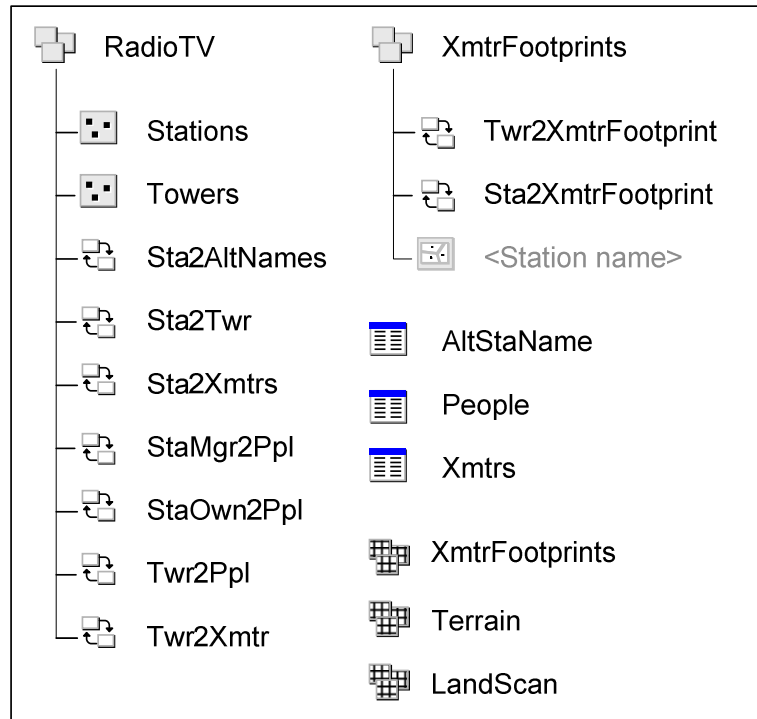 RadioTV
Stations
Towers
Sta2AltNames
Sta2Twr
Sta2Xmtrs
StaMgr2Ppl
StaOwn2Ppl
Twr2Ppl
Twr2Xmtr
XmtrFootprints
Twr2XmtrFootprint
Sta2XmtrFootprint
<Station name>
AltStaName
People
Xmtrs
XmtrFootprints
Terrain
LandScan